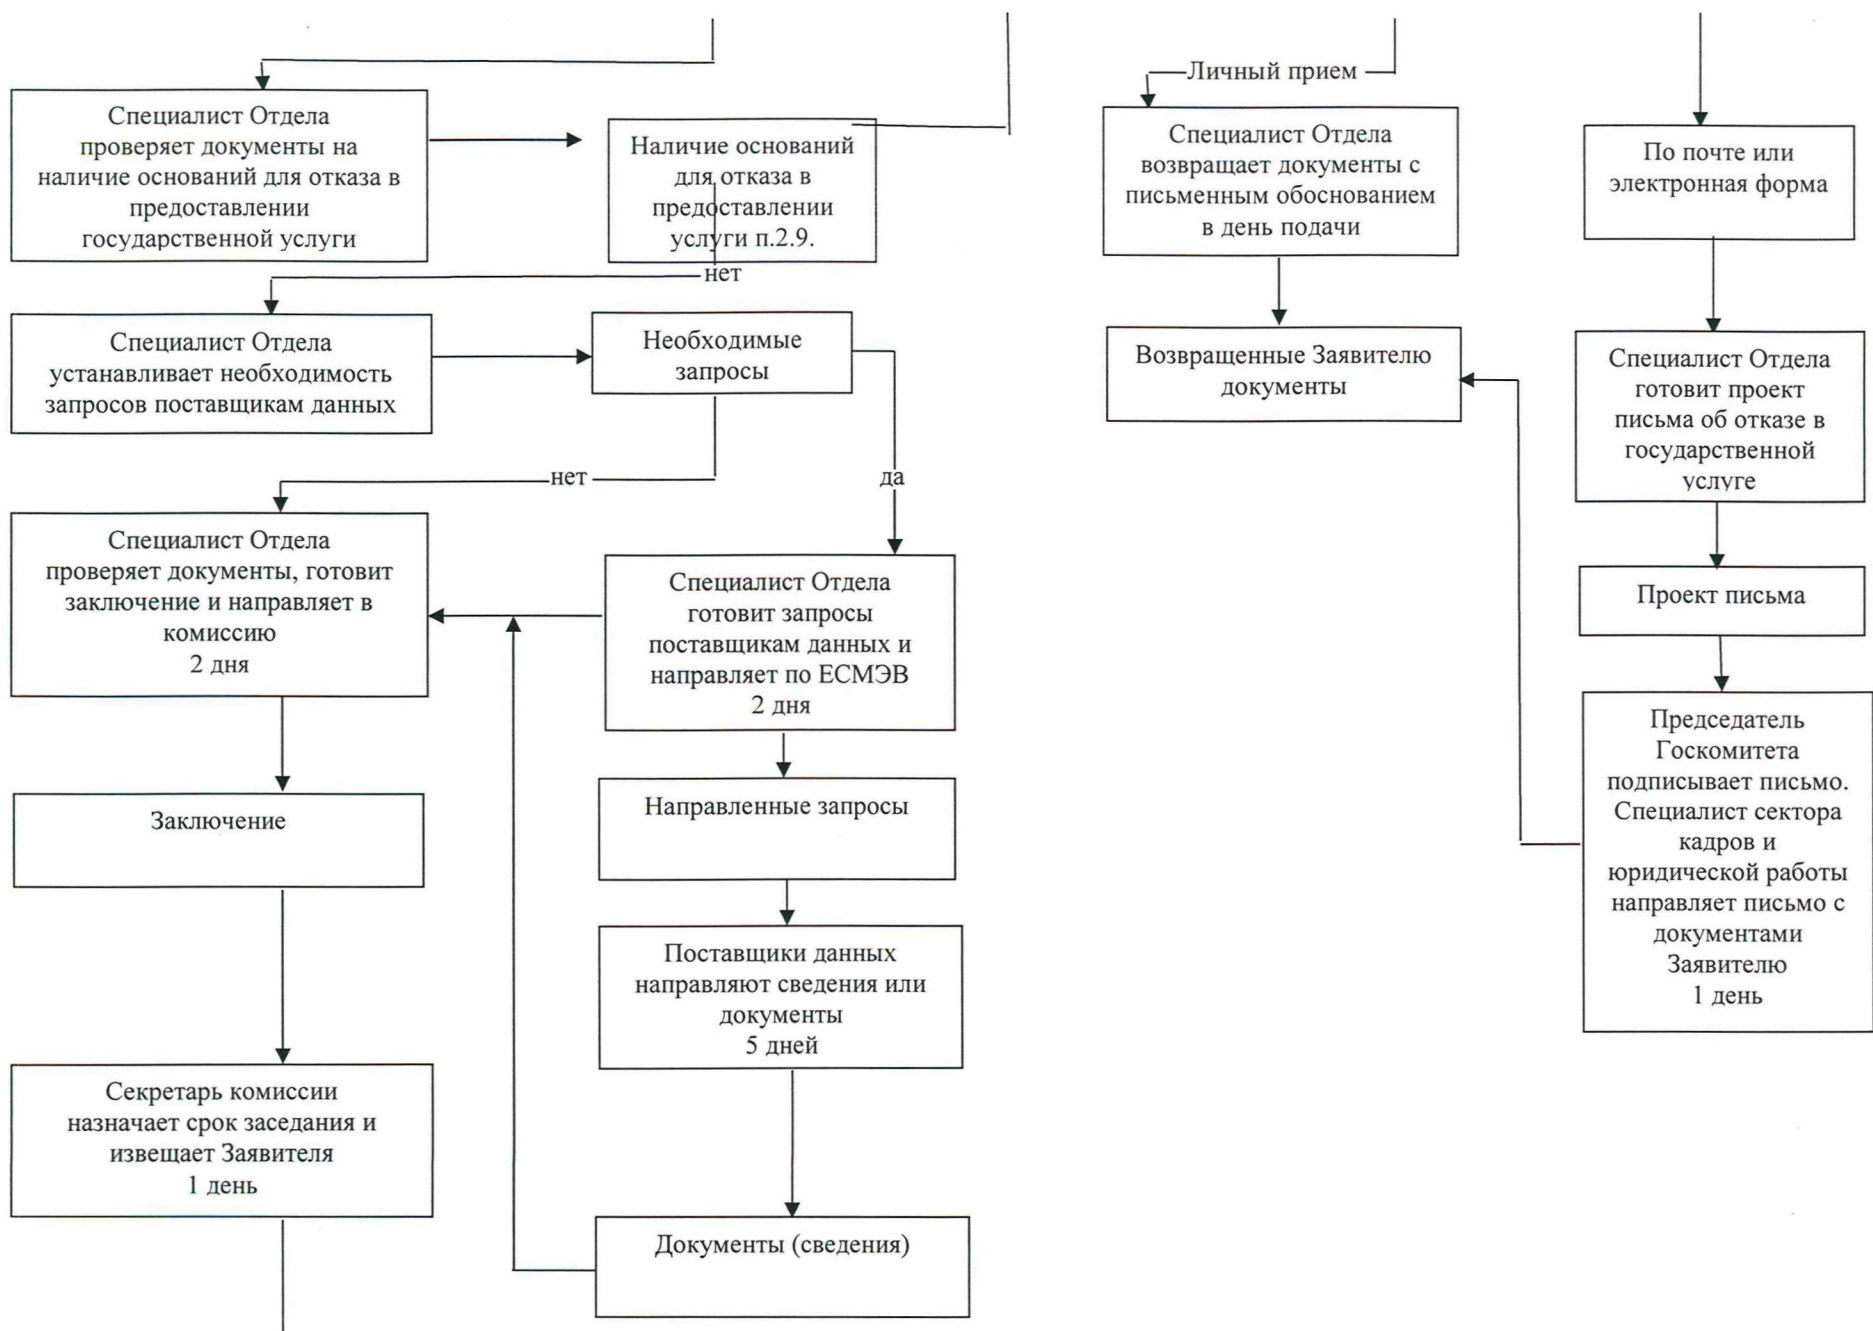 Специалист Отдела
проверяет документы на
наличие оснований для отказа в
предоставлении
государственной услуги
Наличие оснований
для отказа в
предоставлении
услуги п.2.9.
нет
Специалист Отдела
устанавливает необходимость
запросов поставщикам данных
Необходимые
запросы
нет
да
Специалист Отдела
проверяет документы, готовит
заключение и направляет в
комиссию
2 дня
Специалист Отдела
готовит запросы
поставщикам данных и
направляет по ЕСМЭВ
2 дня
Заключение
Направленные запросы
Поставщики данных
направляют сведения или
документы
5 дней
Секретарь комиссии
назначает срок заседания и
извещает Заявителя
1 день
Документы (сведения)
Личный прием
Специалист Отдела
возвращает документы с
письменным обоснованием
в день подачи
Возвращенные Заявителю
документы
По почте или
электронная форма
Специалист Отдела
готовит проект
письма об отказе в
государственной
услуге
Проект письма
Председатель
Госкомитета
подписывает письмо.
Специалист сектора
кадров и
юридической работы
направляет письмо с
документами
Заявителю
1 день